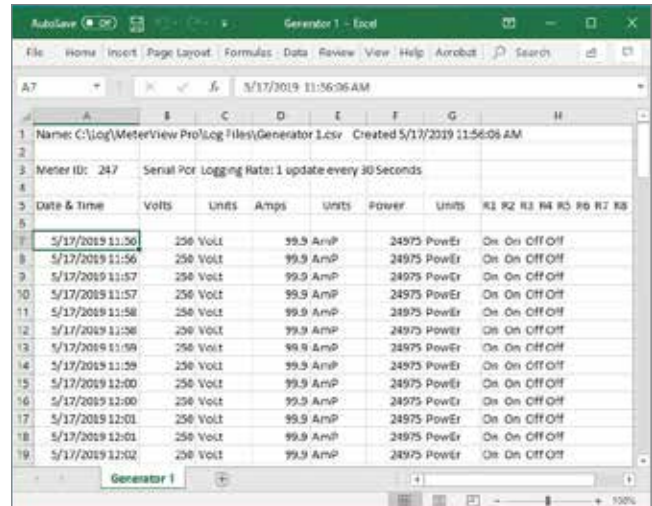 AutoSave Off Generator 1 - Excel
File Home Insert Page Layout Formulas Data Review View Help Acrobat Search
A7 fx 5/17/2019 11:56:06 AM
A B C D E F G H
1 Name: C:\Log\MeterView Pro\Log Files\Generator 1.csv Created 5/17/2019 11:56:06 AM
2
3 Meter ID: 247 Serial Por Logging Rate: 1 update every 30 Seconds
4
5 Date & Time Volts Units Amps Units Power Units R1 R2 R3 R4 R5 R6 R7 R8
6
7 5/17/2019 11:56 250 VoLt 99.9 AmP 24975 PowEr On On Off Off
8 5/17/2019 11:56 250 VoLt 99.9 AmP 24975 PowEr On On Off Off
9 5/17/2019 11:57 250 VoLt 99.9 AmP 24975 PowEr On On Off Off
10 5/17/2019 11:57 250 VoLt 99.9 AmP 24975 PowEr On On Off Off
11 5/17/2019 11:58 250 VoLt 99.9 AmP 24975 PowEr On On Off Off
12 5/17/2019 11:58 250 VoLt 99.9 AmP 24975 PowEr On On Off Off
13 5/17/2019 11:59 250 VoLt 99.9 AmP 24975 PowEr On On Off Off
14 5/17/2019 11:59 250 VoLt 99.9 AmP 24975 PowEr On On Off Off
15 5/17/2019 12:00 250 VoLt 99.9 AmP 24975 PowEr On On Off Off
16 5/17/2019 12:00 250 VoLt 99.9 AmP 24975 PowEr On On Off Off
17 5/17/2019 12:01 250 VoLt 99.9 AmP 24975 PowEr On On Off Off
18 5/17/2019 12:01 250 VoLt 99.9 AmP 24975 PowEr On On Off Off
19 5/17/2019 12:02 250 VoLt 99.9 AmP 24975 PowEr On On Off Off
Generator 1
100%